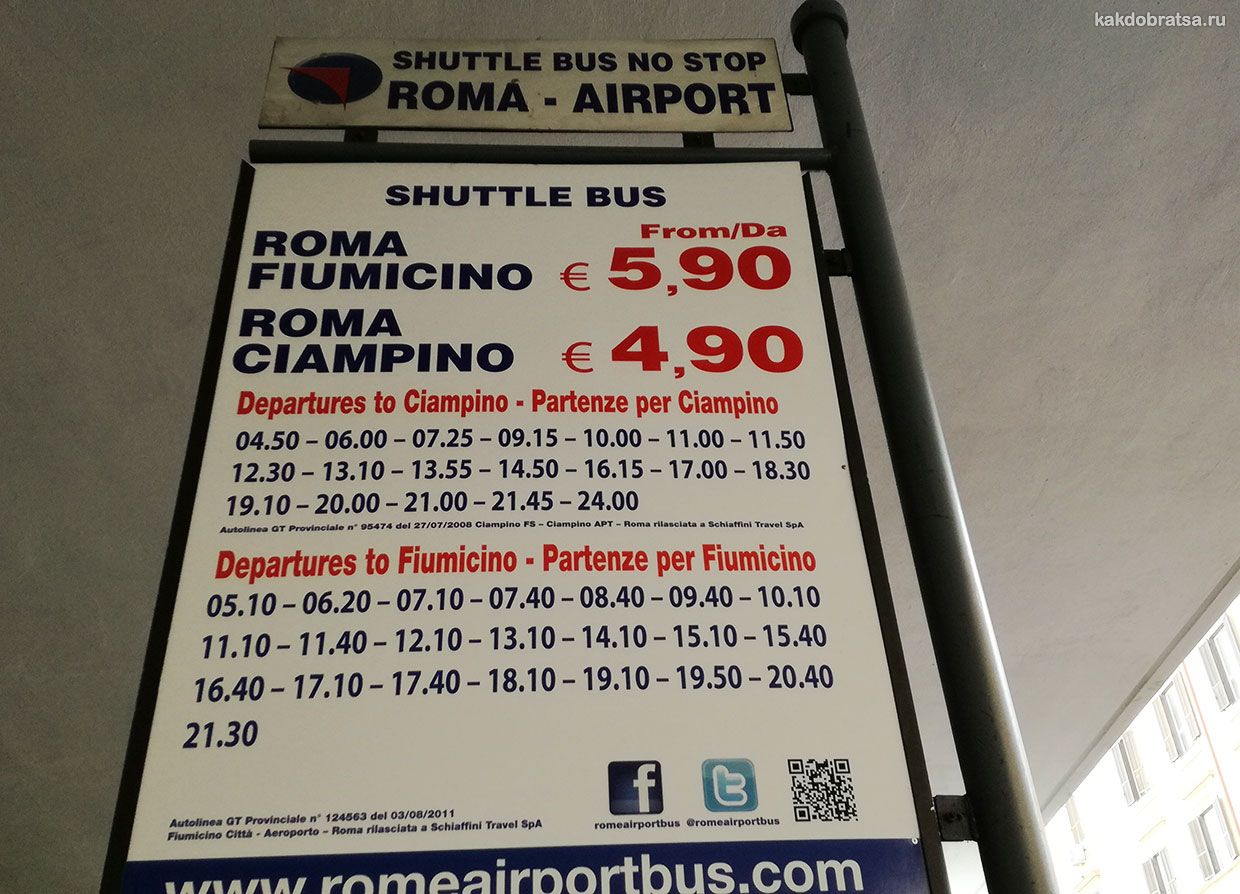 kakdobratsa.ru
SHUTTLE BUS NO STOP
ROMA - AIRPORT
SHUTTLE BUS
ROMA
FIUMICINO
From/Da
€ 5,90
ROMA
CIAMPINO
€ 4,90
Departures to Ciampino - Partenze per Ciampino
04.50 – 06.00 – 07.25 – 09.15 – 10.00 – 11.00 – 11.50
12.30 – 13.10 – 13.55 – 14.50 – 16.15 – 17.00 – 18.30
19.10 – 20.00 – 21.00 – 21.45 – 24.00
Autolinea GT Provinciale n° 95474 del 27/07/2008 Ciampino FS – Ciampino APT – Roma rilasciata a Schiaffini Travel SpA
Departures to Fiumicino - Partenze per Fiumicino
05.10 – 06.20 – 07.10 – 07.40 – 08.40 – 09.40 – 10.10
11.10 – 11.40 – 12.10 – 13.10 – 14.10 – 15.10 – 15.40
16.40 – 17.10 – 17.40 – 18.10 – 19.10 – 19.50 – 20.40
21.30
Autolinea GT Provinciale n° 124563 del 03/08/2011
Fiumicino Città - Aeroporto – Roma rilasciata a Schiaffini Travel SpA
romeairportbus @romeairportbus
www.romeairportbus.com